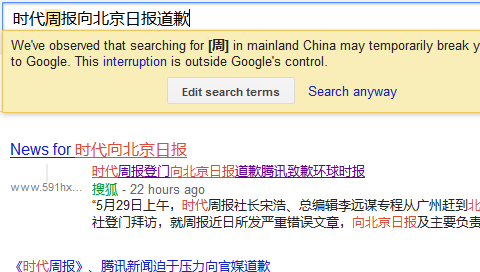 时代周报向北京日报道歉
We've observed that searching for [周] in mainland China may temporarily break y
to Google. This interruption is outside Google's control.
Edit search terms Search anyway
News for 时代向北京日报
时代周报登门向北京日报道歉腾讯致歉环球时报
www.591hx...
搜狐 - 22 hours ago
“5月29日上午，时代周报社长宋浩、总编辑李远谋专程从广州赶到北
社登门拜访，就周报近日所发严重错误文章，向北京日报及主要负责
《时代周报》、腾讯新闻迫于压力向官媒道歉